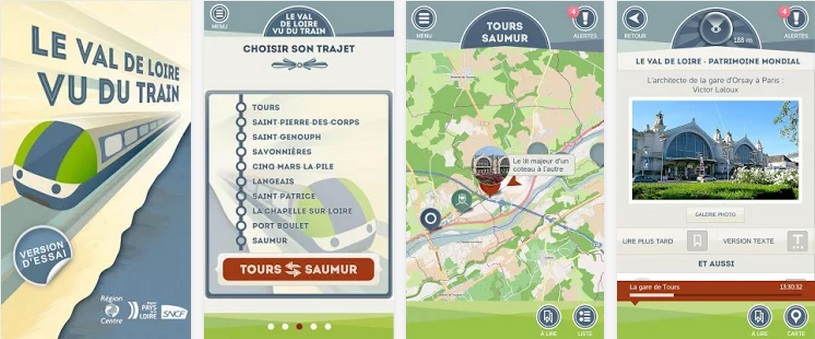 LE VAL
DE LOIRE
VU DU TRAIN
VERSION
D'ESSAI
Région
Centre
PAYS
DE LA
LOIRE
SNCF
MENU
LE VAL
DE LOIRE
VU DU TRAIN
CHOISIR SON TRAJET
TOURS
SAINT-PIERRE-DES-CORPS
SAINT-GENOUPH
SAVONNIÈRES
CINQ-MARS-LA-PILE
LANGEAIS
SAINT-PATRICE
LA CHAPELLE-SUR-LOIRE
PORT BOULET
SAUMUR
TOURS SAUMUR
MENU
TOURS
SAUMUR
4
ALERTES
Le lit majeur d'un
coteau à l'autre
À LIRE
LISTE
RETOUR
188 m
4
ALERTES
LE VAL DE LOIRE - PATRIMOINE MONDIAL
L'architecte de la gare d'Orsay à Paris :
Victor Laloux
GALERIE PHOTO
LIRE PLUS TARD
VERSION TEXTE
ET AUSSI
La gare de Tours
13:30:32
À LIRE
CARTE